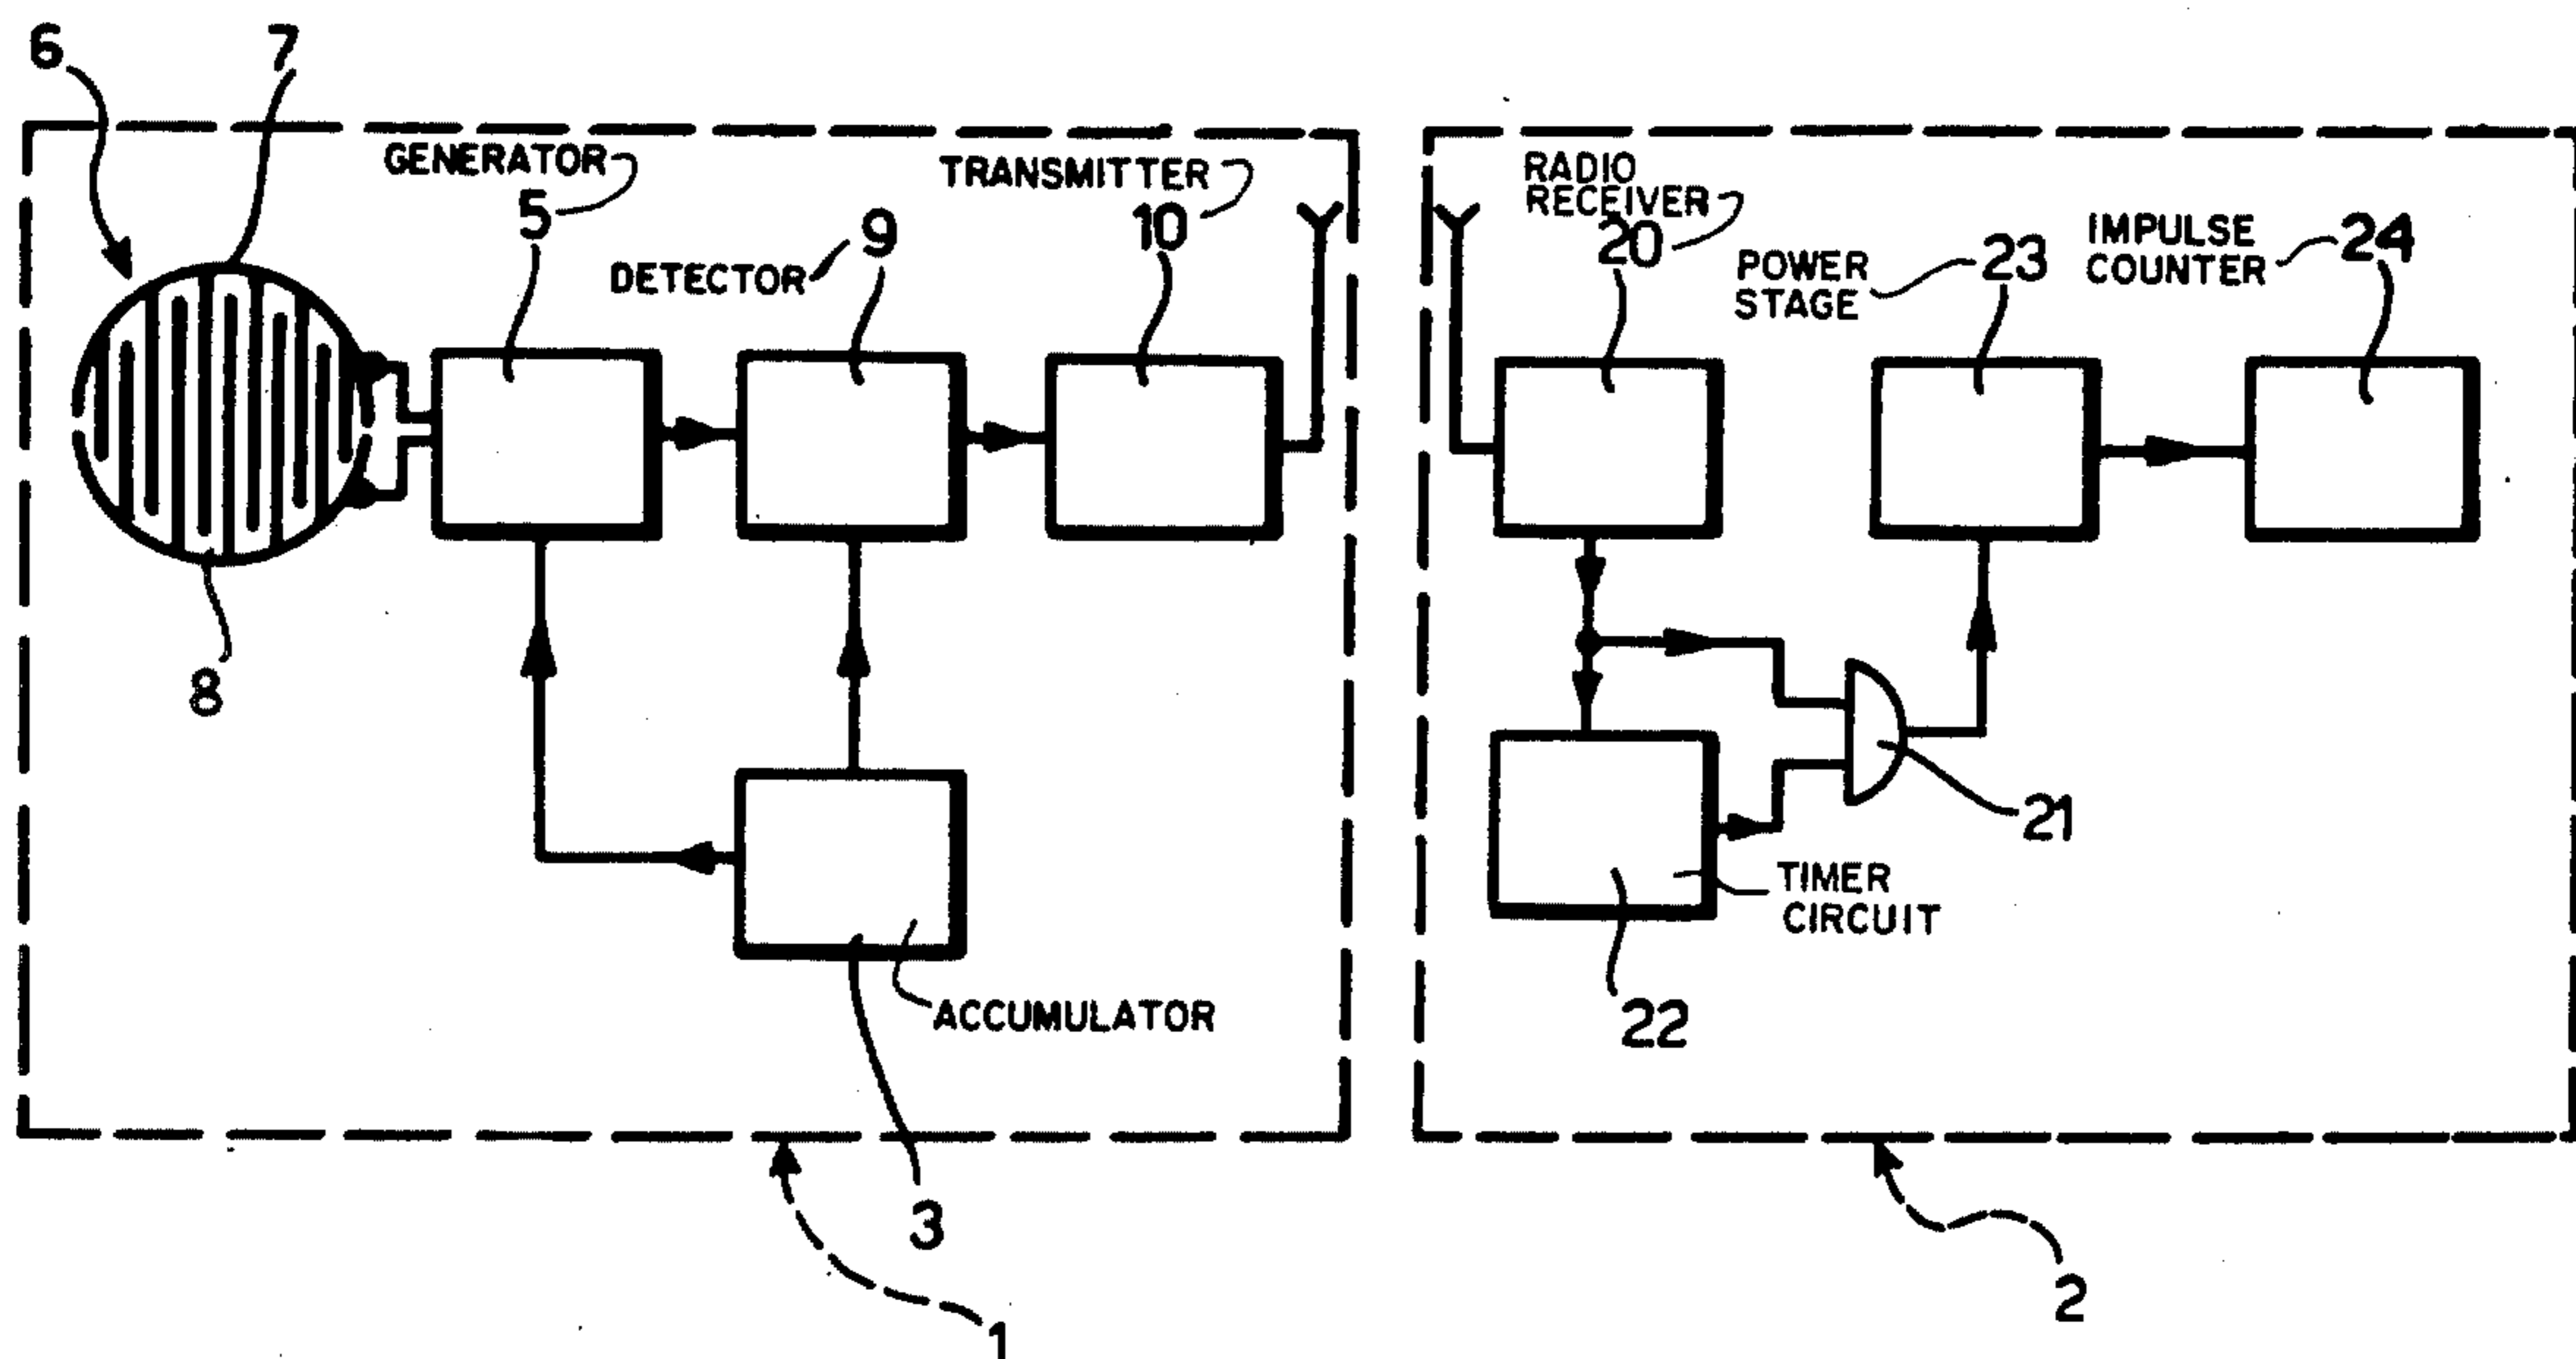 6
7
GENERATOR
5
DETECTOR
9
TRANSMITTER
10
8
ACCUMULATOR
3
1
RADIO
RECEIVER
20
POWER
STAGE
23
IMPULSE
COUNTER
24
21
TIMER
CIRCUIT
22
2